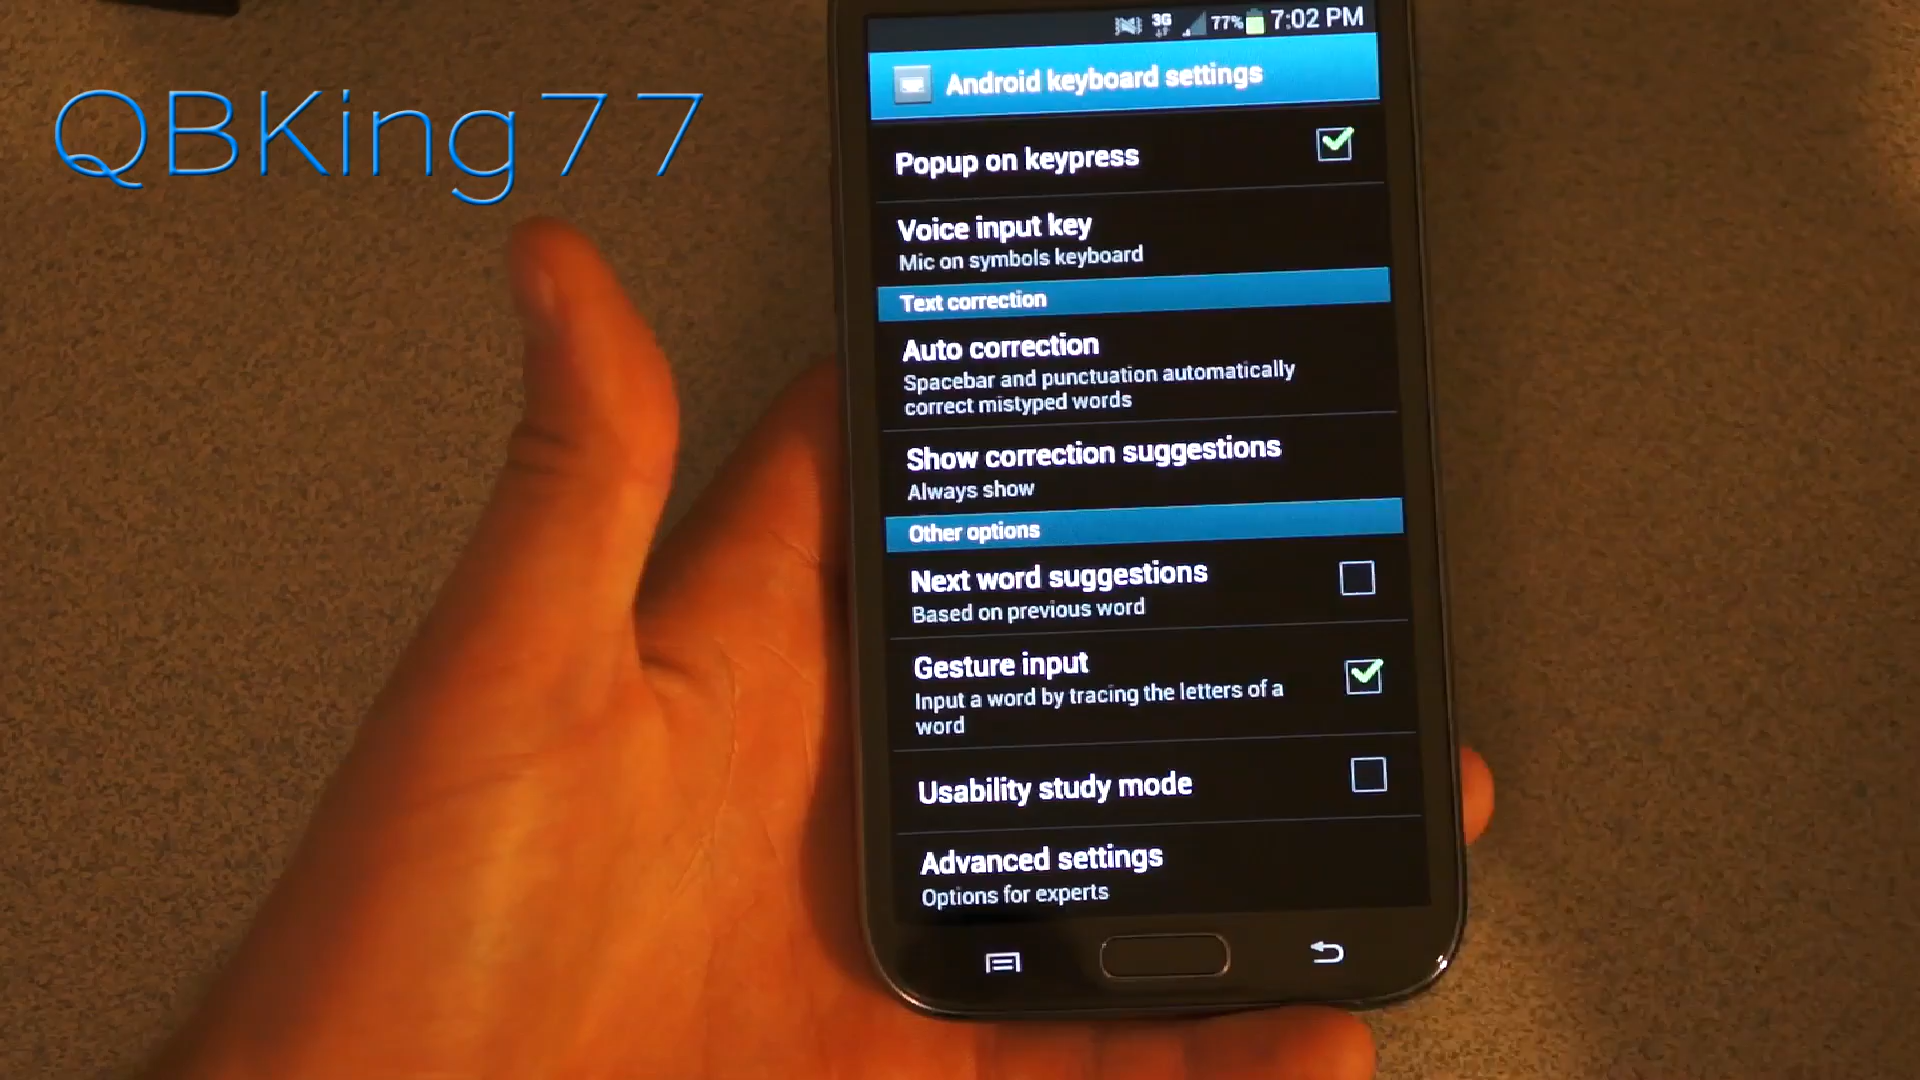 QBKing77
3G 77% 7:02 PM
Android keyboard settings
Popup on keypress
Voice input key
Mic on symbols keyboard
Text correction
Auto correction
Spacebar and punctuation automatically
correct mistyped words
Show correction suggestions
Always show
Other options
Next word suggestions
Based on previous word
Gesture input
Input a word by tracing the letters of a
word
Usability study mode
Advanced settings
Options for experts